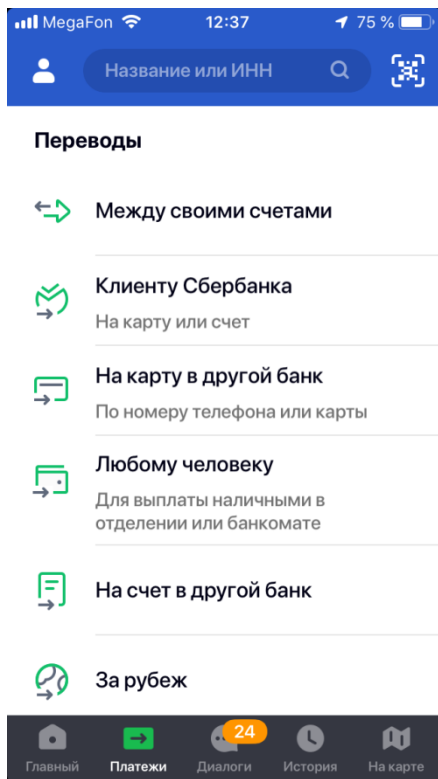 MegaFon 12:37 75 %
Название или ИНН
Переводы
Между своими счетами
Клиенту Сбербанка
На карту или счет
На карту в другой банк
По номеру телефона или карты
Любому человеку
Для выплаты наличными в
отделении или банкомате
На счет в другой банк
За рубеж
24
Главный Платежи Диалоги История На карте